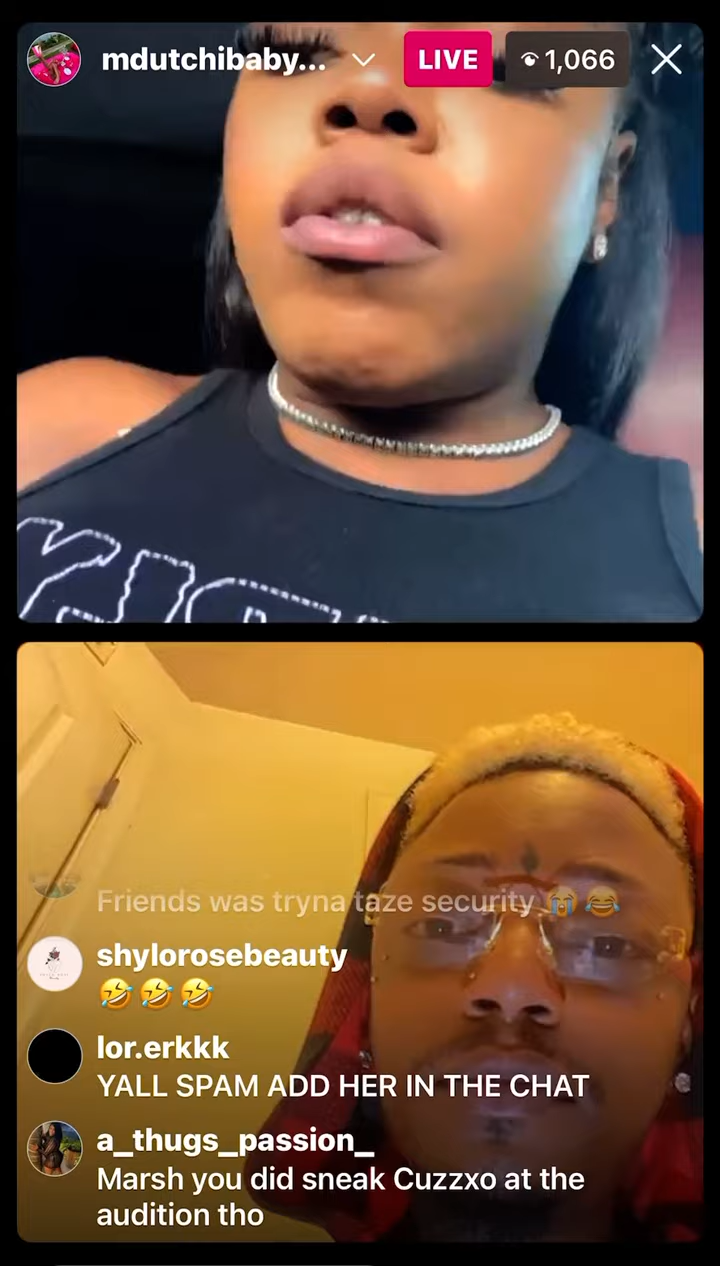 mdutchibaby...
LIVE
1,066
Friends was tryna taze security 😭😂
shylorosebeauty
🤣🤣🤣
lor.erkkk
YALL SPAM ADD HER IN THE CHAT
a_thugs_passion_
Marsh you did sneak Cuzzxo at the
audition tho